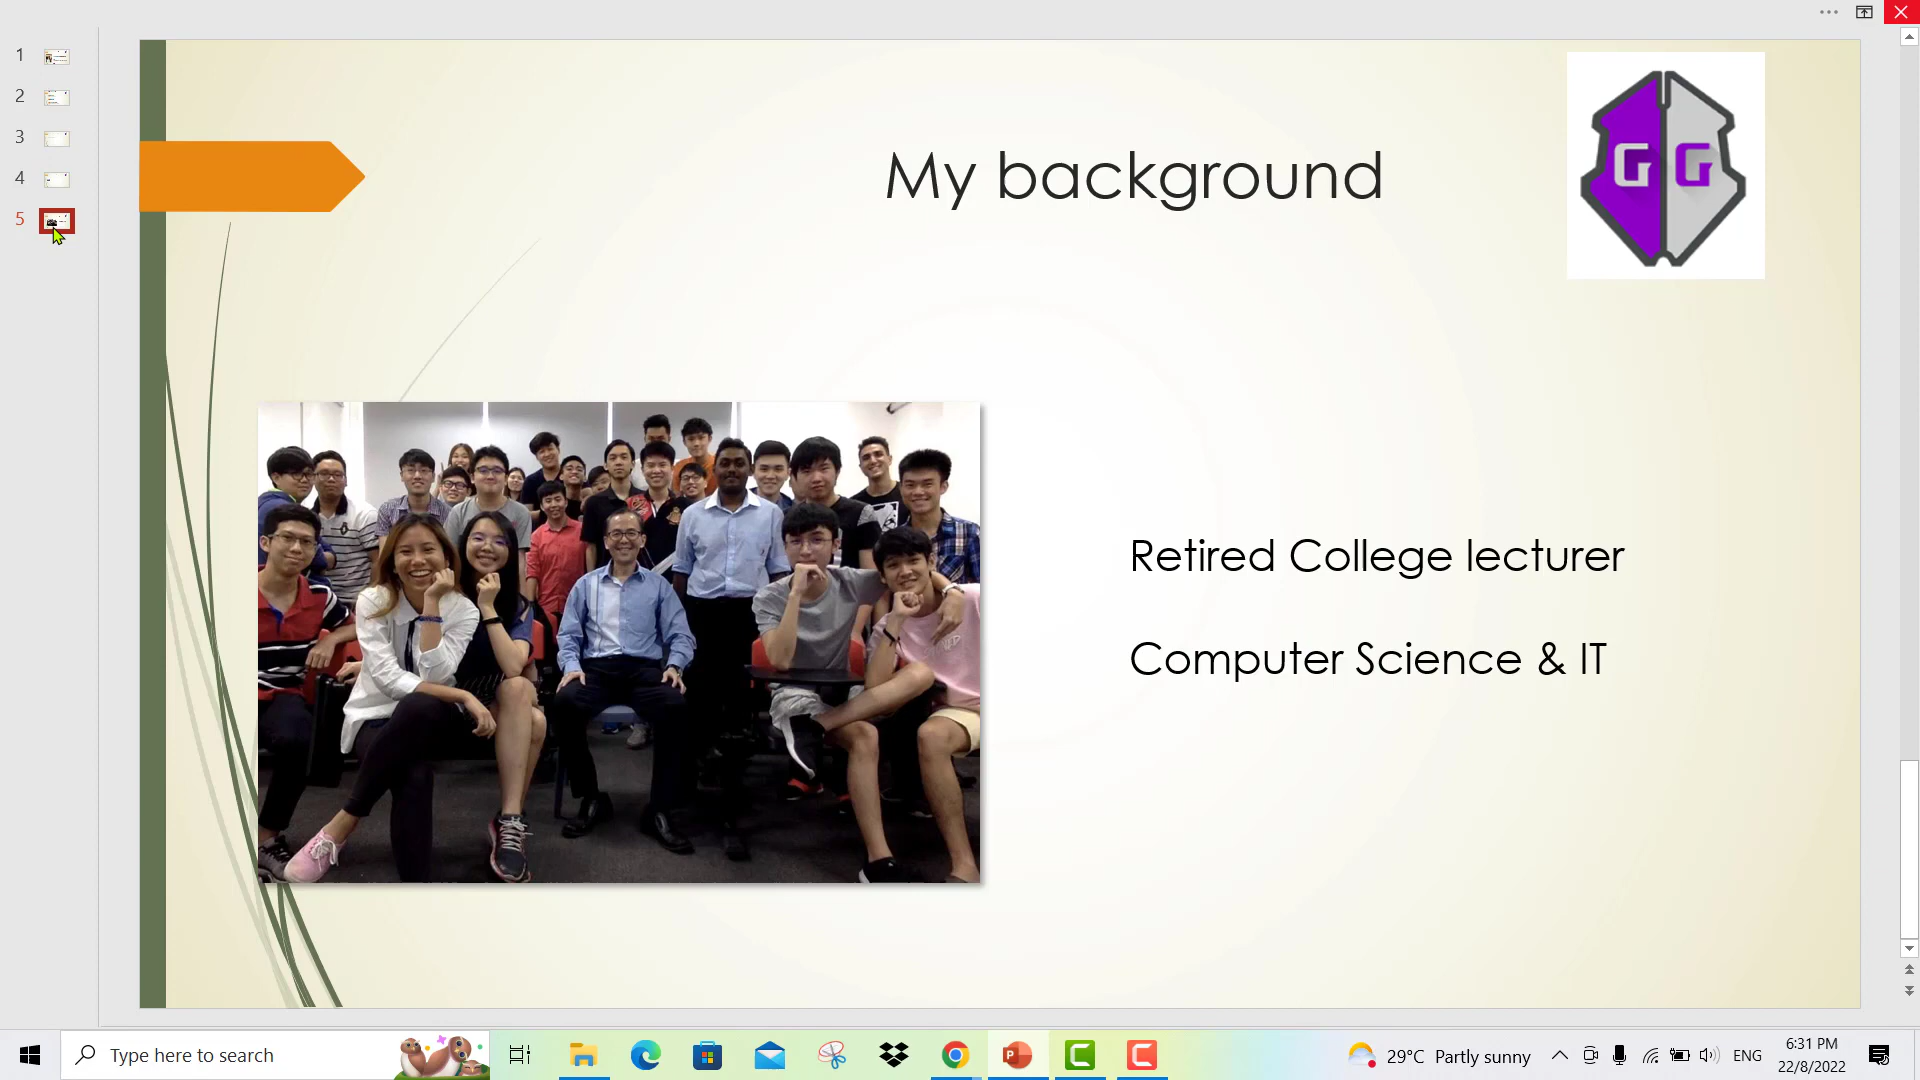 1
2
3
4
5
My background
G G
Retired College lecturer
Computer Science & IT
Type here to search
29°C Partly sunny
ENG
6:31 PM
22/8/2022